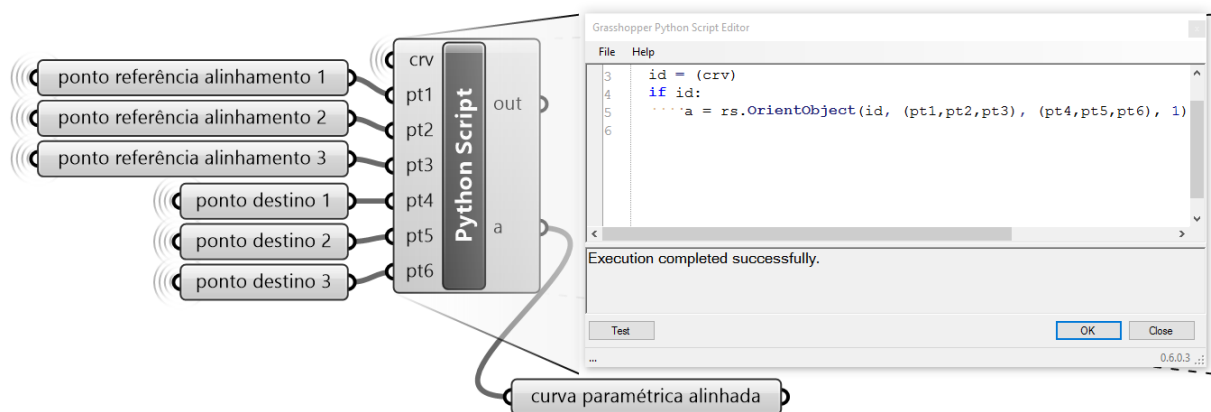 ponto referência alinhamento 1
ponto referência alinhamento 2
ponto referência alinhamento 3
ponto destino 1
ponto destino 2
ponto destino 3
crv
pt1
pt2
pt3
pt4
pt5
pt6
Python Script
out
a
curva paramétrica alinhada
Grasshopper Python Script Editor
File Help
3 id = (crv)
4 if id:
5 ····a = rs.OrientObject(id, (pt1,pt2,pt3), (pt4,pt5,pt6), 1)
6
Execution completed successfully.
Test OK Close
... 0.6.0.3